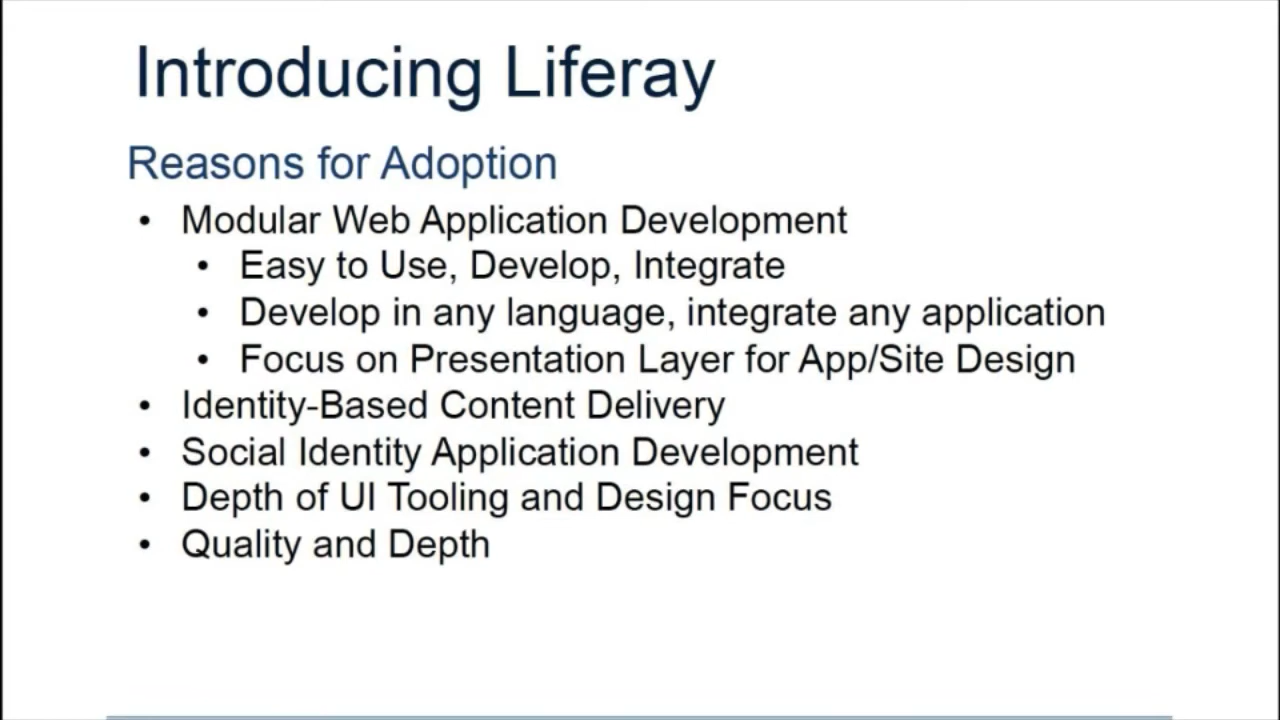 Introducing Liferay
Reasons for Adoption
• Modular Web Application Development
• Easy to Use, Develop, Integrate
• Develop in any language, integrate any application
• Focus on Presentation Layer for App/Site Design
• Identity-Based Content Delivery
• Social Identity Application Development
• Depth of UI Tooling and Design Focus
• Quality and Depth